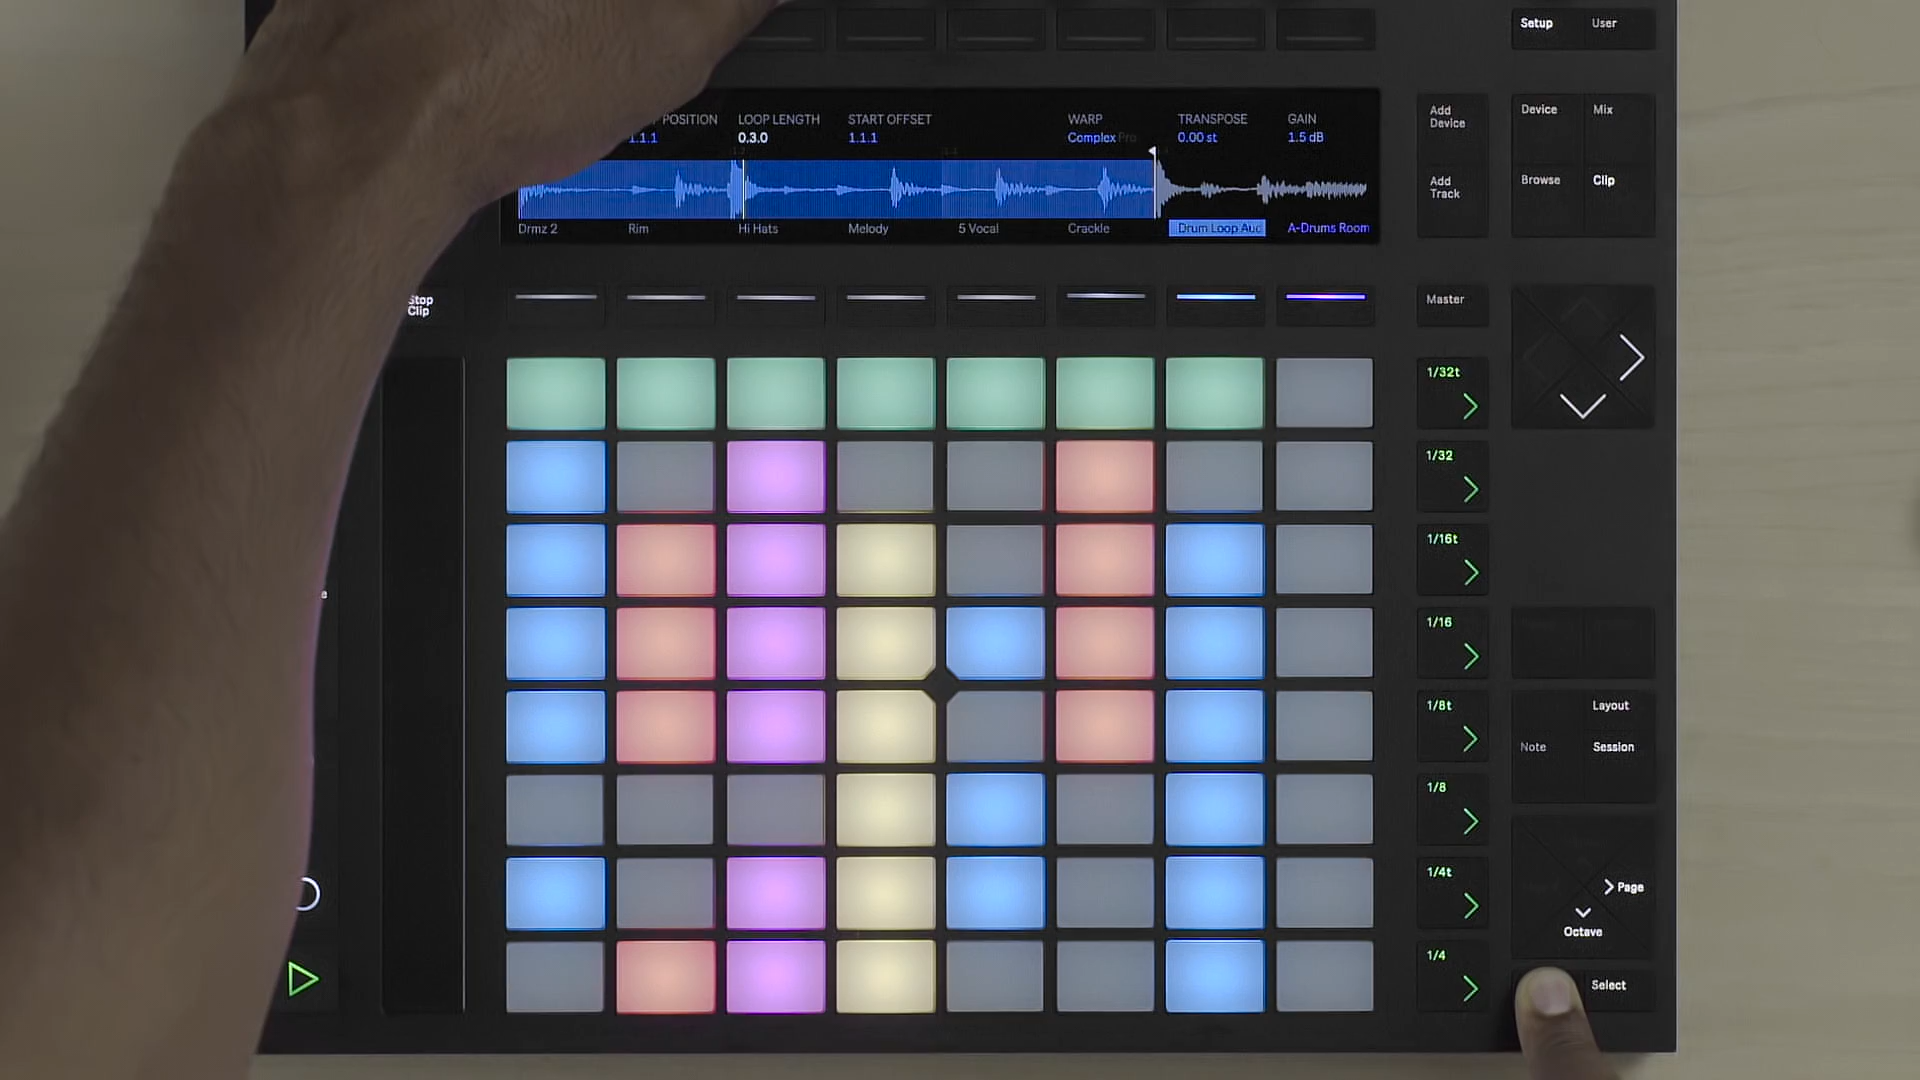 Setup User
POSITION LOOP LENGTH START OFFSET WARP TRANSPOSE GAIN
1.1.1 0.3.0 1.1.1 Complex Pro 0.00 st 1.5 dB
Drmz 2 Rim Hi Hats Melody 5 Vocal Crackle Drum Loop Auc A-Drums Room
Add
Device
Device Mix
Add
Track
Browse Clip
Stop
Clip
Master
1/32t
1/32
1/16t
1/16
1/8t
Layout
Note Session
1/8
1/4t
Page
Octave
1/4
Select